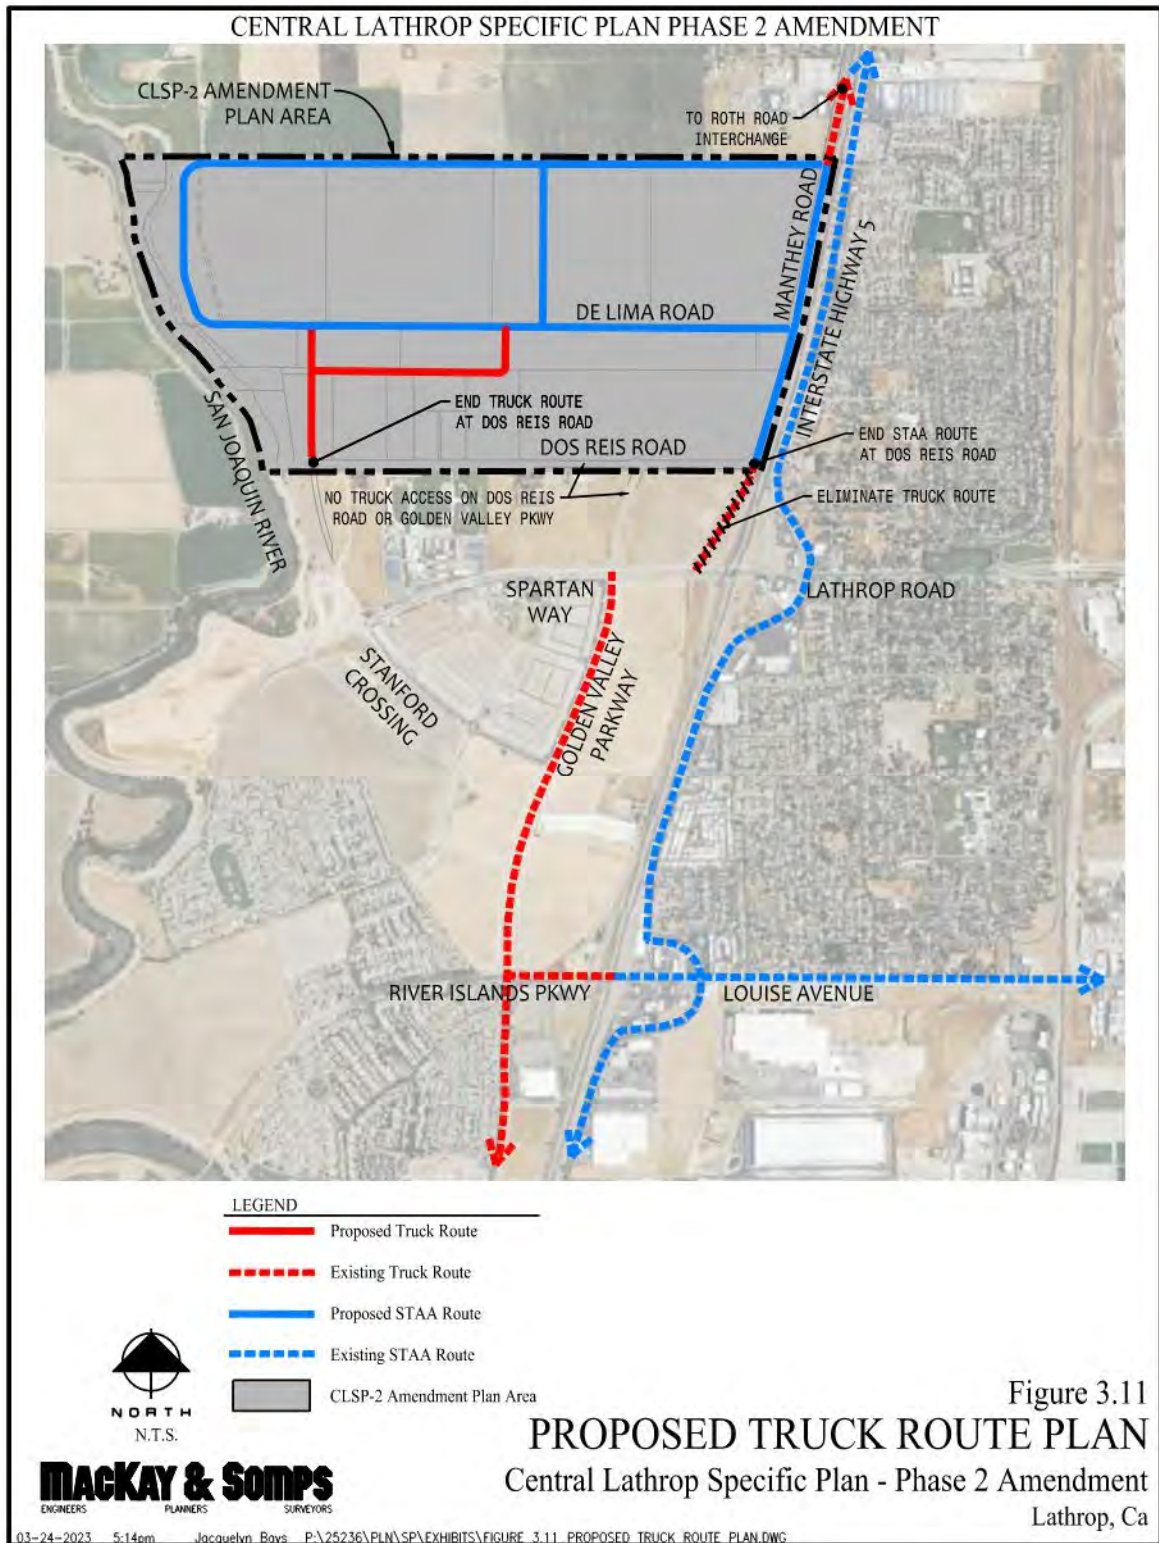 CENTRAL LATHROP SPECIFIC PLAN PHASE 2 AMENDMENT
CLSP-2 AMENDMENT
PLAN AREA
TO ROTH ROAD
INTERCHANGE
MANTHEY ROAD
INTERSTATE HIGHWAY 5
DE LIMA ROAD
END TRUCK ROUTE
AT DOS REIS ROAD
DOS REIS ROAD
END STAA ROUTE
AT DOS REIS ROAD
SAN JOAQUIN RIVER
NO TRUCK ACCESS ON DOS REIS
ROAD OR GOLDEN VALLEY PKWY
ELIMINATE TRUCK ROUTE
SPARTAN
WAY
LATHROP ROAD
STANFORD
CROSSING
GOLDEN VALLEY
PARKWAY
RIVER ISLANDS PKWY
LOUISE AVENUE
LEGEND
Proposed Truck Route
Existing Truck Route
Proposed STAA Route
Existing STAA Route
CLSP-2 Amendment Plan Area
NORTH
N.T.S.
Figure 3.11
PROPOSED TRUCK ROUTE PLAN
Central Lathrop Specific Plan - Phase 2 Amendment
Lathrop, Ca
MACKAY & SOMPS
ENGINEERS PLANNERS SURVEYORS
03-24-2023 5:14pm Jacquelyn Bays P:\25236\PLN\SP\EXHIBITS\FIGURE 3.11 PROPOSED TRUCK ROUTE PLAN.DWG